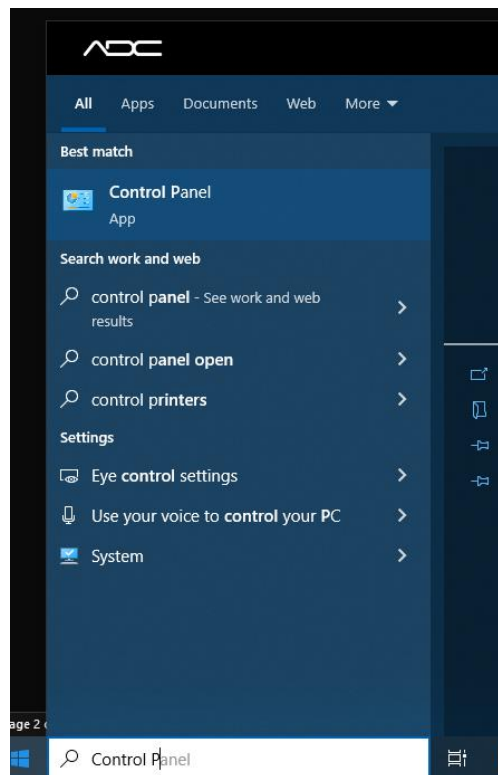 ADC
All Apps Documents Web More
Best match
Control Panel
App
Search work and web
control panel - See work and web
results
control panel open
control printers
Settings
Eye control settings
Use your voice to control your PC
System
age 2
Control Panel